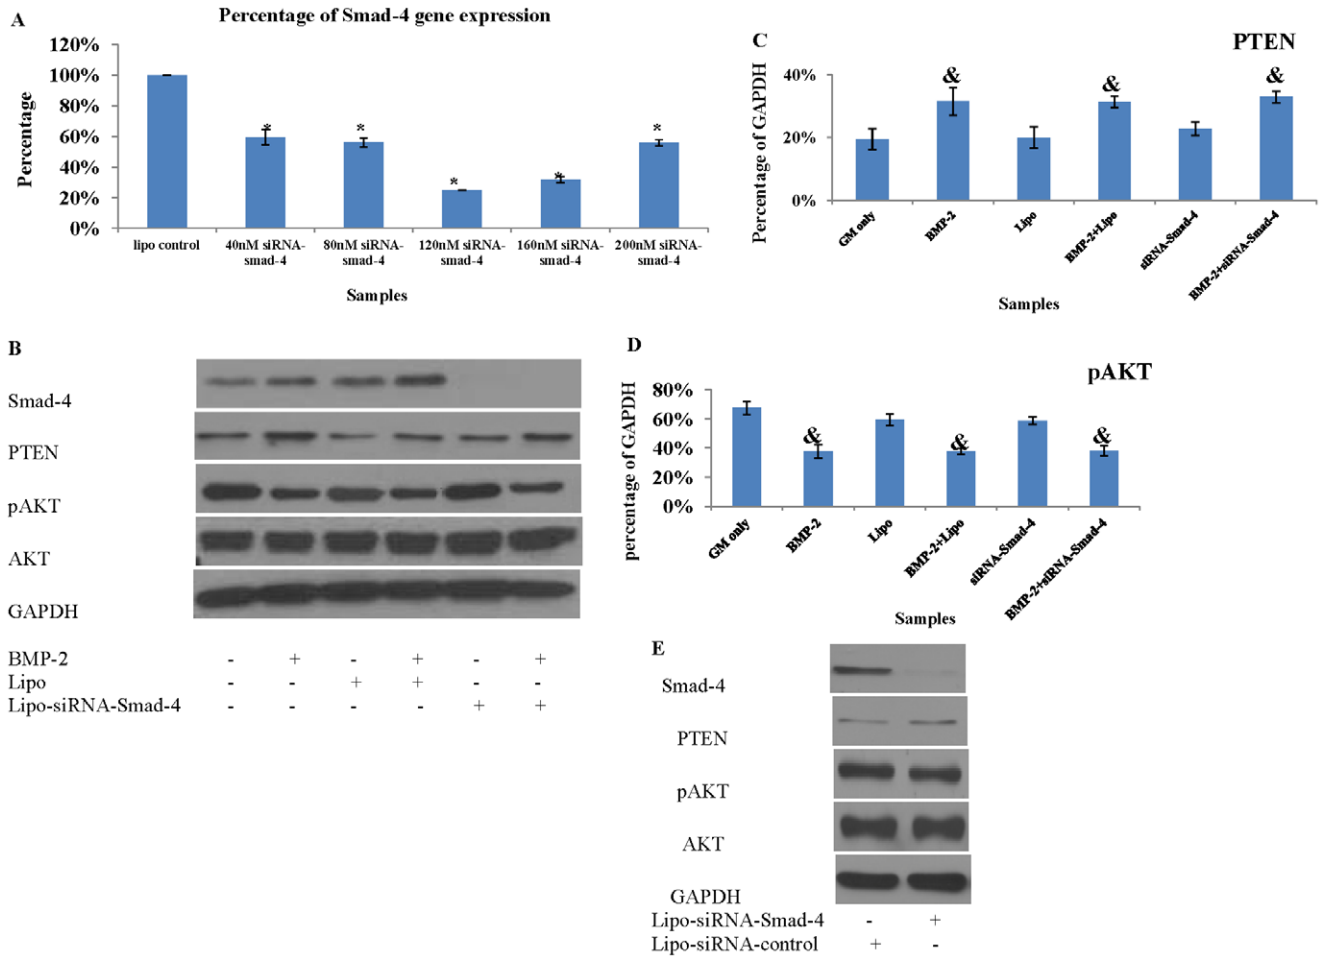 A
Percentage of Smad-4 gene expression
Percentage
120%
100%
80%
60%
40%
20%
0%
* * * * *
lipo control
40nM siRNA-
smad-4
80nM siRNA-
smad-4
120nM siRNA-
smad-4
160nM siRNA-
smad-4
200nM siRNA-
smad-4
Samples
C
PTEN
Percentage of GAPDH
40%
20%
0%
& & &
GM only
BMP-2
Lipo
BMP-2+Lipo
siRNA-Smad-4
BMP-2+siRNA-Smad-4
Samples
B
Smad-4
PTEN
pAKT
AKT
GAPDH
BMP-2 - + - + - +
Lipo - - + + - -
Lipo-siRNA-Smad-4 - - - - + +
D
pAKT
percentage of GAPDH
80%
60%
40%
20%
0%
& & &
GM only
BMP-2
Lipo
BMP-2+Lipo
siRNA-Smad-4
BMP-2+siRNA-Smad-4
Samples
E
Smad-4
PTEN
pAKT
AKT
GAPDH
Lipo-siRNA-Smad-4 - +
Lipo-siRNA-control + -